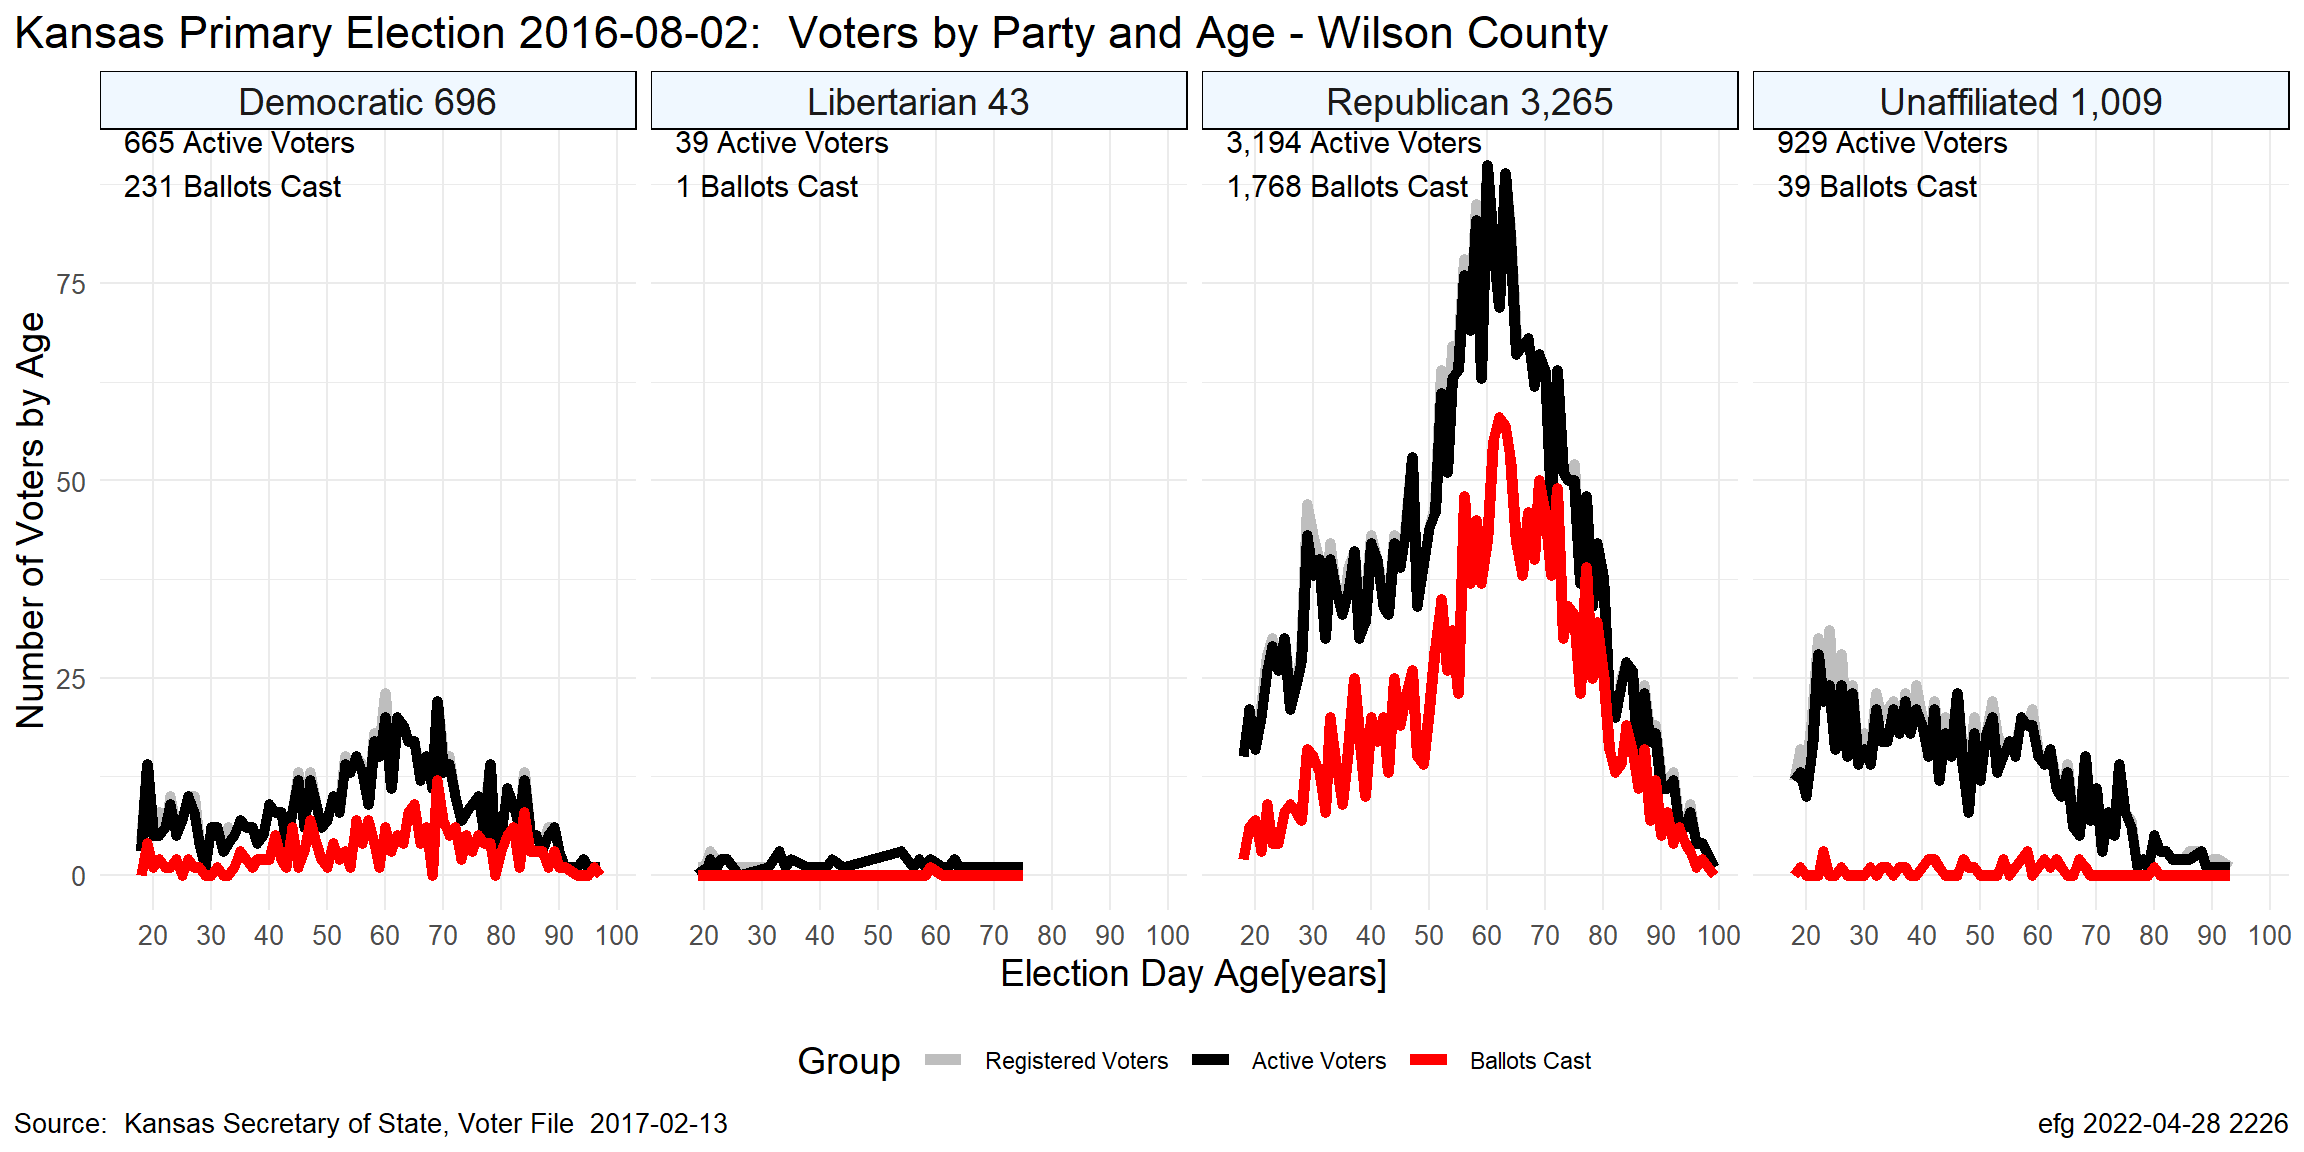 Kansas Primary Election 2016-08-02:  Voters by Party and Age - Wilson County
Democratic 696
Libertarian 43
Republican 3,265
Unaffiliated 1,009
665 Active Voters
231 Ballots Cast
39 Active Voters
1 Ballots Cast
3,194 Active Voters
1,768 Ballots Cast
929 Active Voters
39 Ballots Cast
Number of Voters by Age
75
50
25
0
20 30 40 50 60 70 80 90 100
20 30 40 50 60 70 80 90 100
20 30 40 50 60 70 80 90 100
20 30 40 50 60 70 80 90 100
Election Day Age[years]
Group Registered Voters Active Voters Ballots Cast
Source:  Kansas Secretary of State, Voter File  2017-02-13
efg 2022-04-28 2226